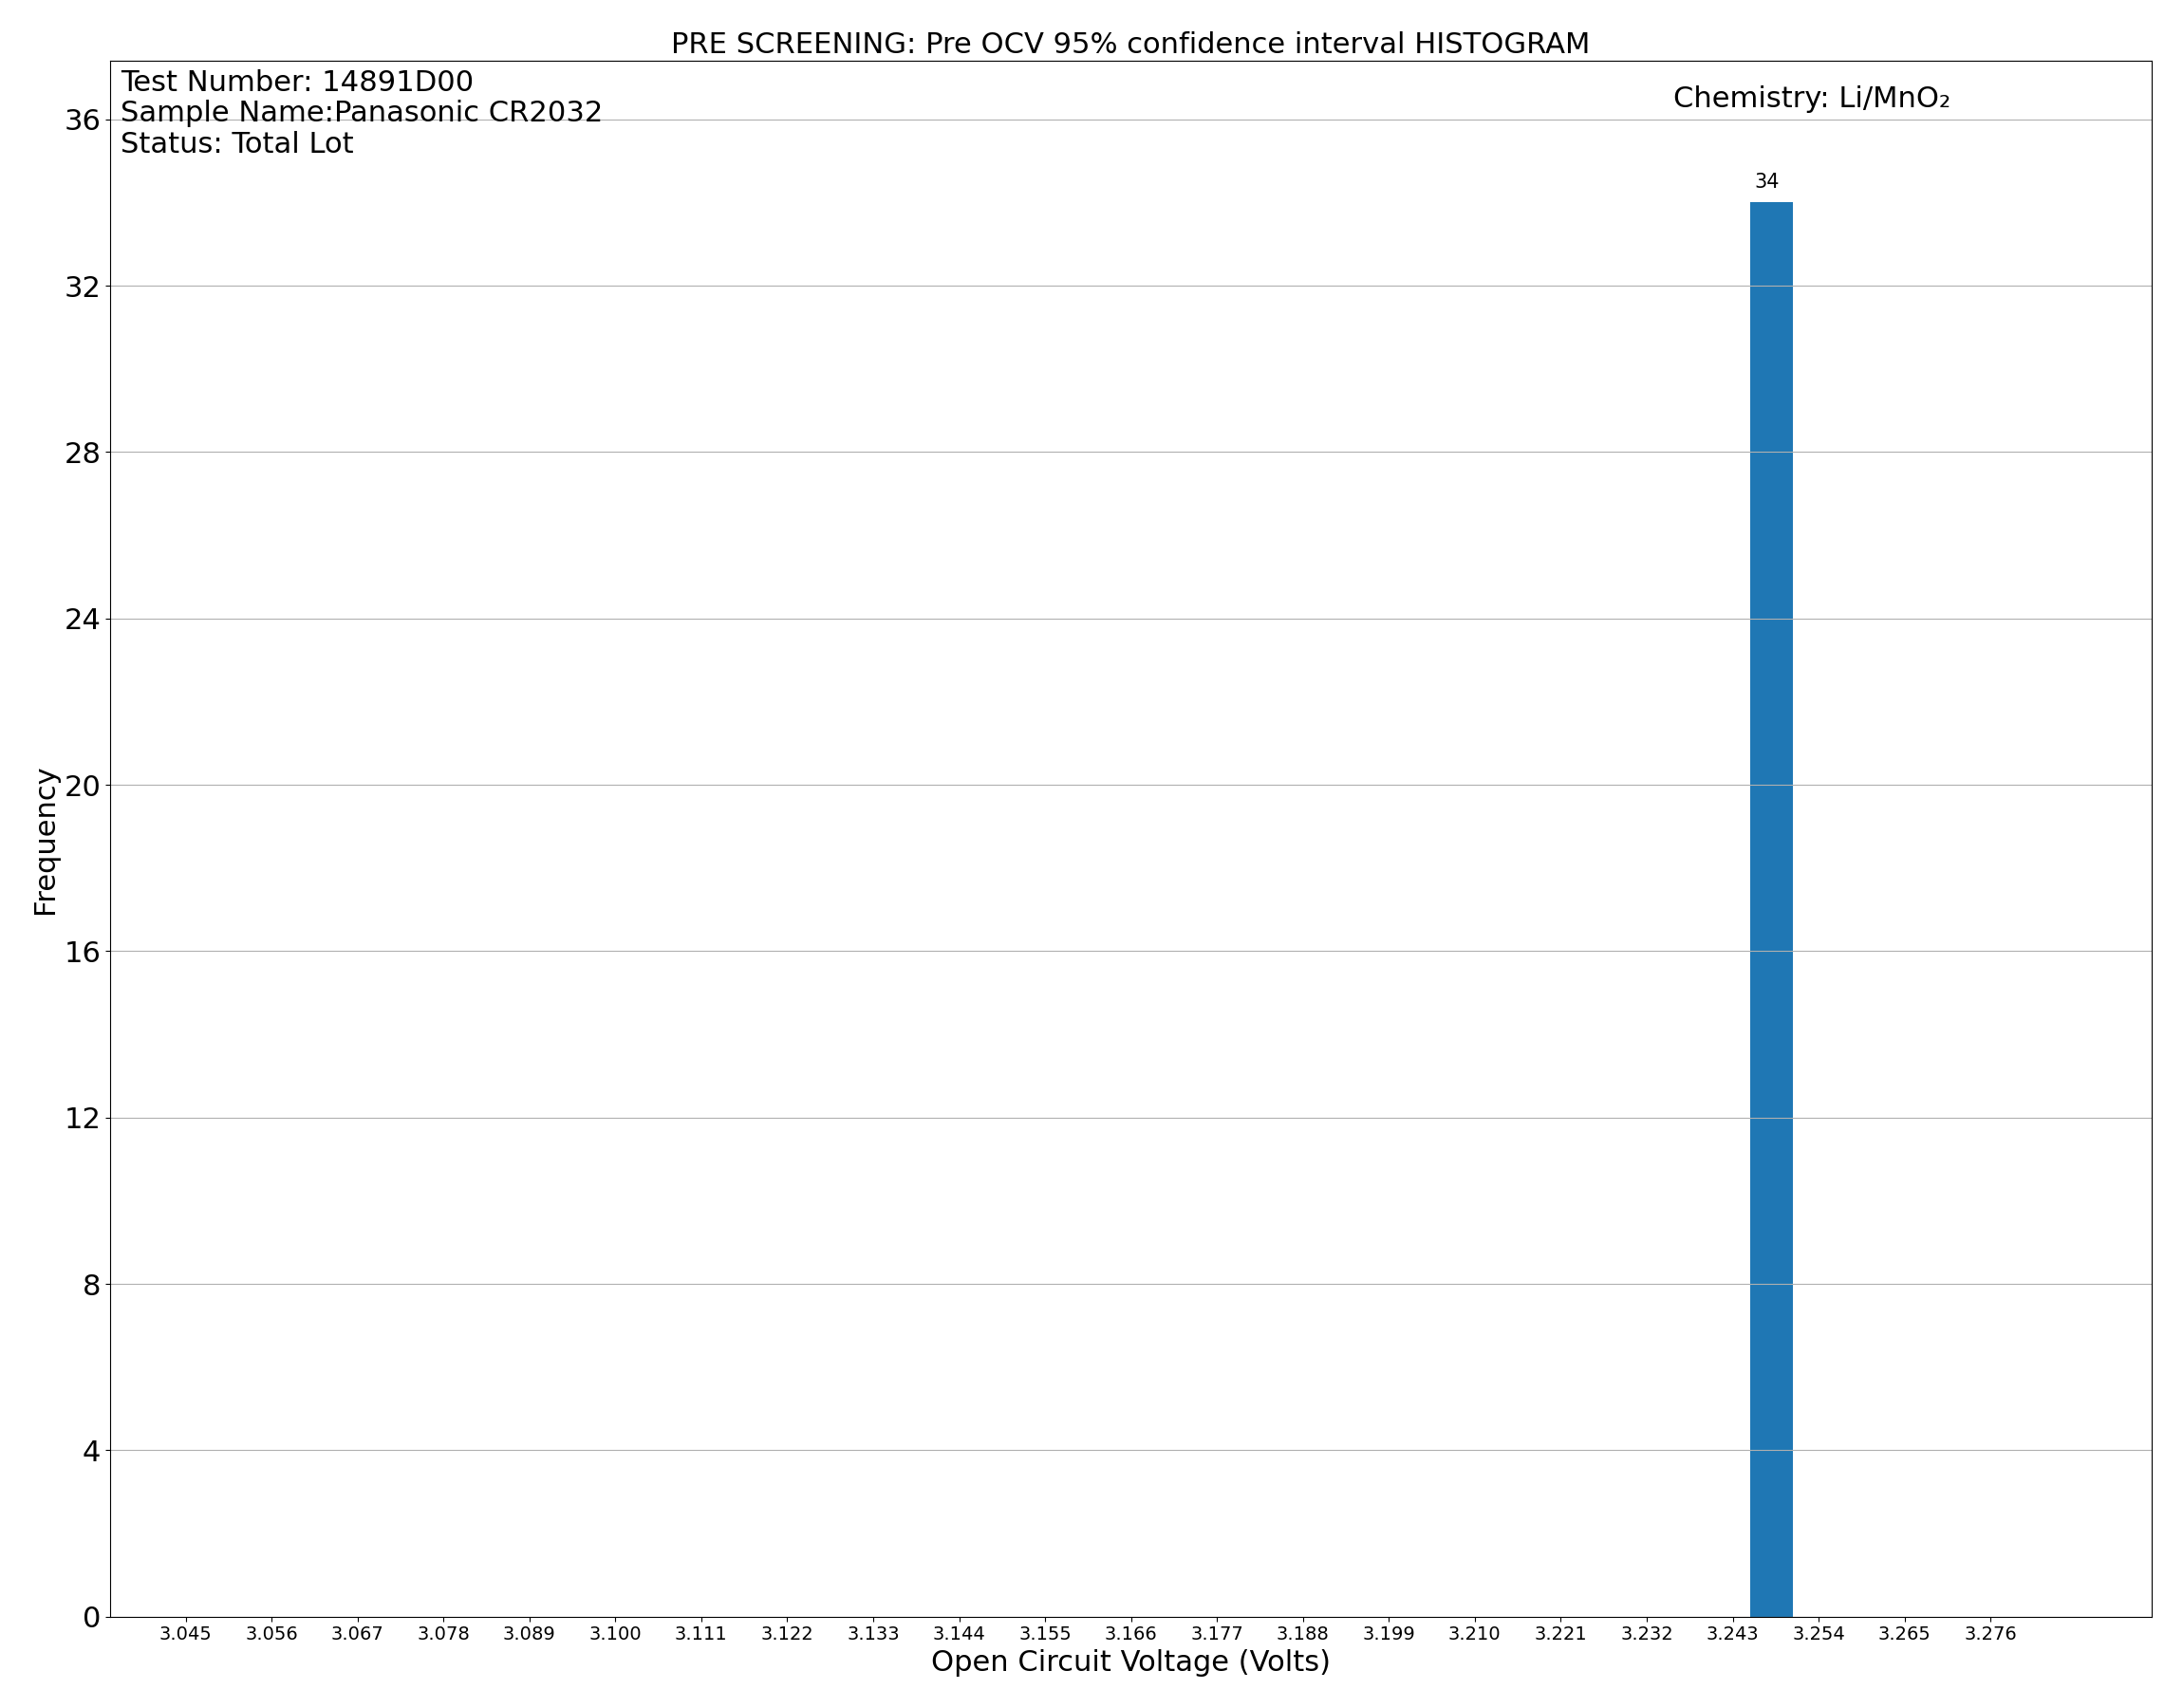 PRE SCREENING: Pre OCV 95% confidence interval HISTOGRAM
Test Number: 14891D00
Sample Name:Panasonic CR2032
Status: Total Lot
Chemistry: Li/MnO₂
34
36
32
28
24
20
16
12
8
4
0
Frequency
3.045 3.056 3.067 3.078 3.089 3.100 3.111 3.122 3.133 3.144 3.155 3.166 3.177 3.188 3.199 3.210 3.221 3.232 3.243 3.254 3.265 3.276
Open Circuit Voltage (Volts)